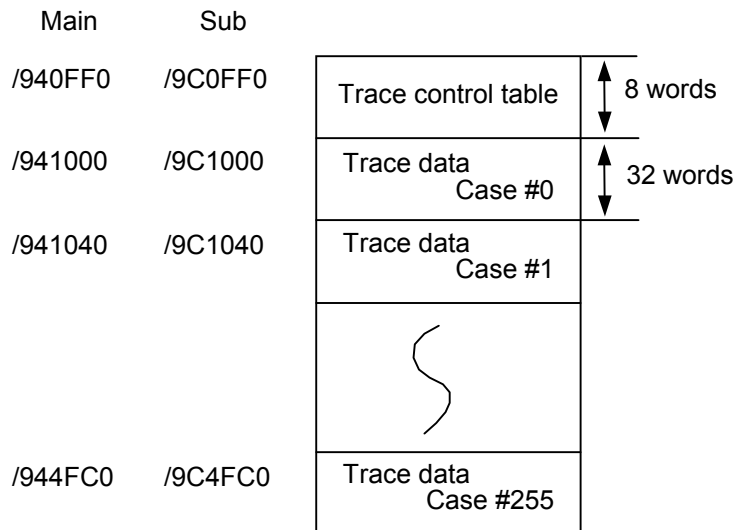 Main Sub
/940FF0 /9C0FF0 Trace control table 8 words
/941000 /9C1000 Trace data
Case #0 32 words
/941040 /9C1040 Trace data
Case #1
/944FC0 /9C4FC0 Trace data
Case #255